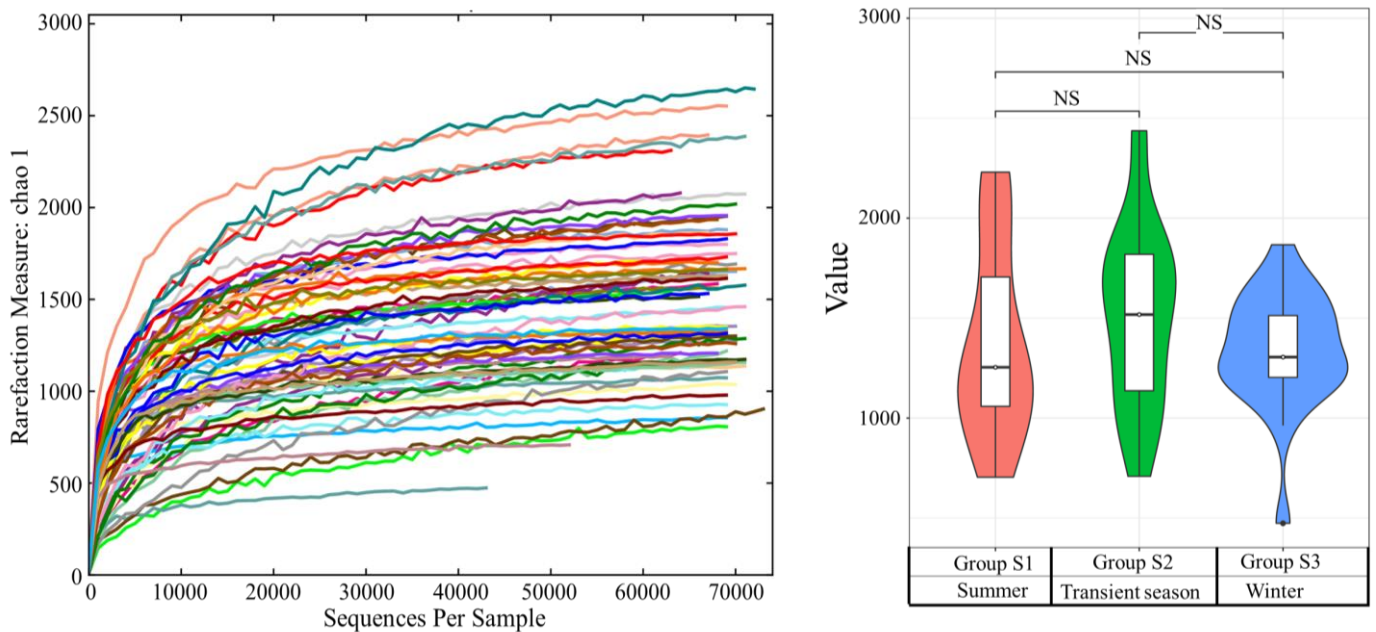 3000
2500
2000
1500
1000
500
0
Rarefaction Measure: chao 1
0 10000 20000 30000 40000 50000 60000 70000
Sequences Per Sample
3000
2000
1000
Value
NS
NS
NS
Group S1 Group S2 Group S3
Summer Transient season Winter